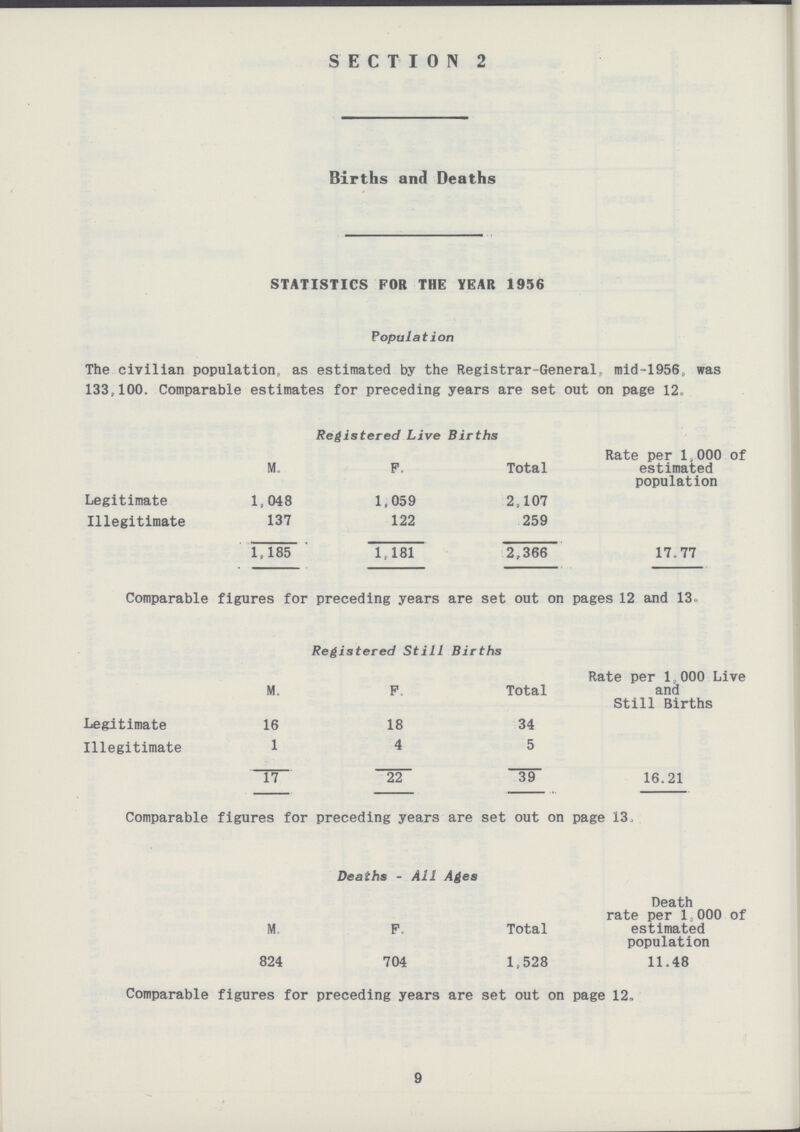 SECTION 2
Births and Deaths
STATISTICS FOR THE YEAR 1956
Population
The civilian population, as estimated by the Registrar-General, mid-1956, was
133,100. Comparable estimates for preceding years are set out on page 12.
Registered Live Births
M. F. Total Rate per 1,000 of estimated population
Legitimate 1,048 1,059 2,107
Illegitimate 137 122 259
1,185 1,181 2,366 17.77
Comparable figures for preceding years are set out on pages 12 and 13.
Registered Still Births
M. F. Total Rate per 1,000 Live and Still Births
Legitimate 16 18 34
Illegitimate 1 4 5
17 22 39 16.21
Comparable figures for preceding years are set out on page 13.
Deaths - All Ages
M. F. Total Death rate per 1,000 of estimated population
824 704 1,528 11.48
Comparable figures for preceding years are set out on page 12.
9